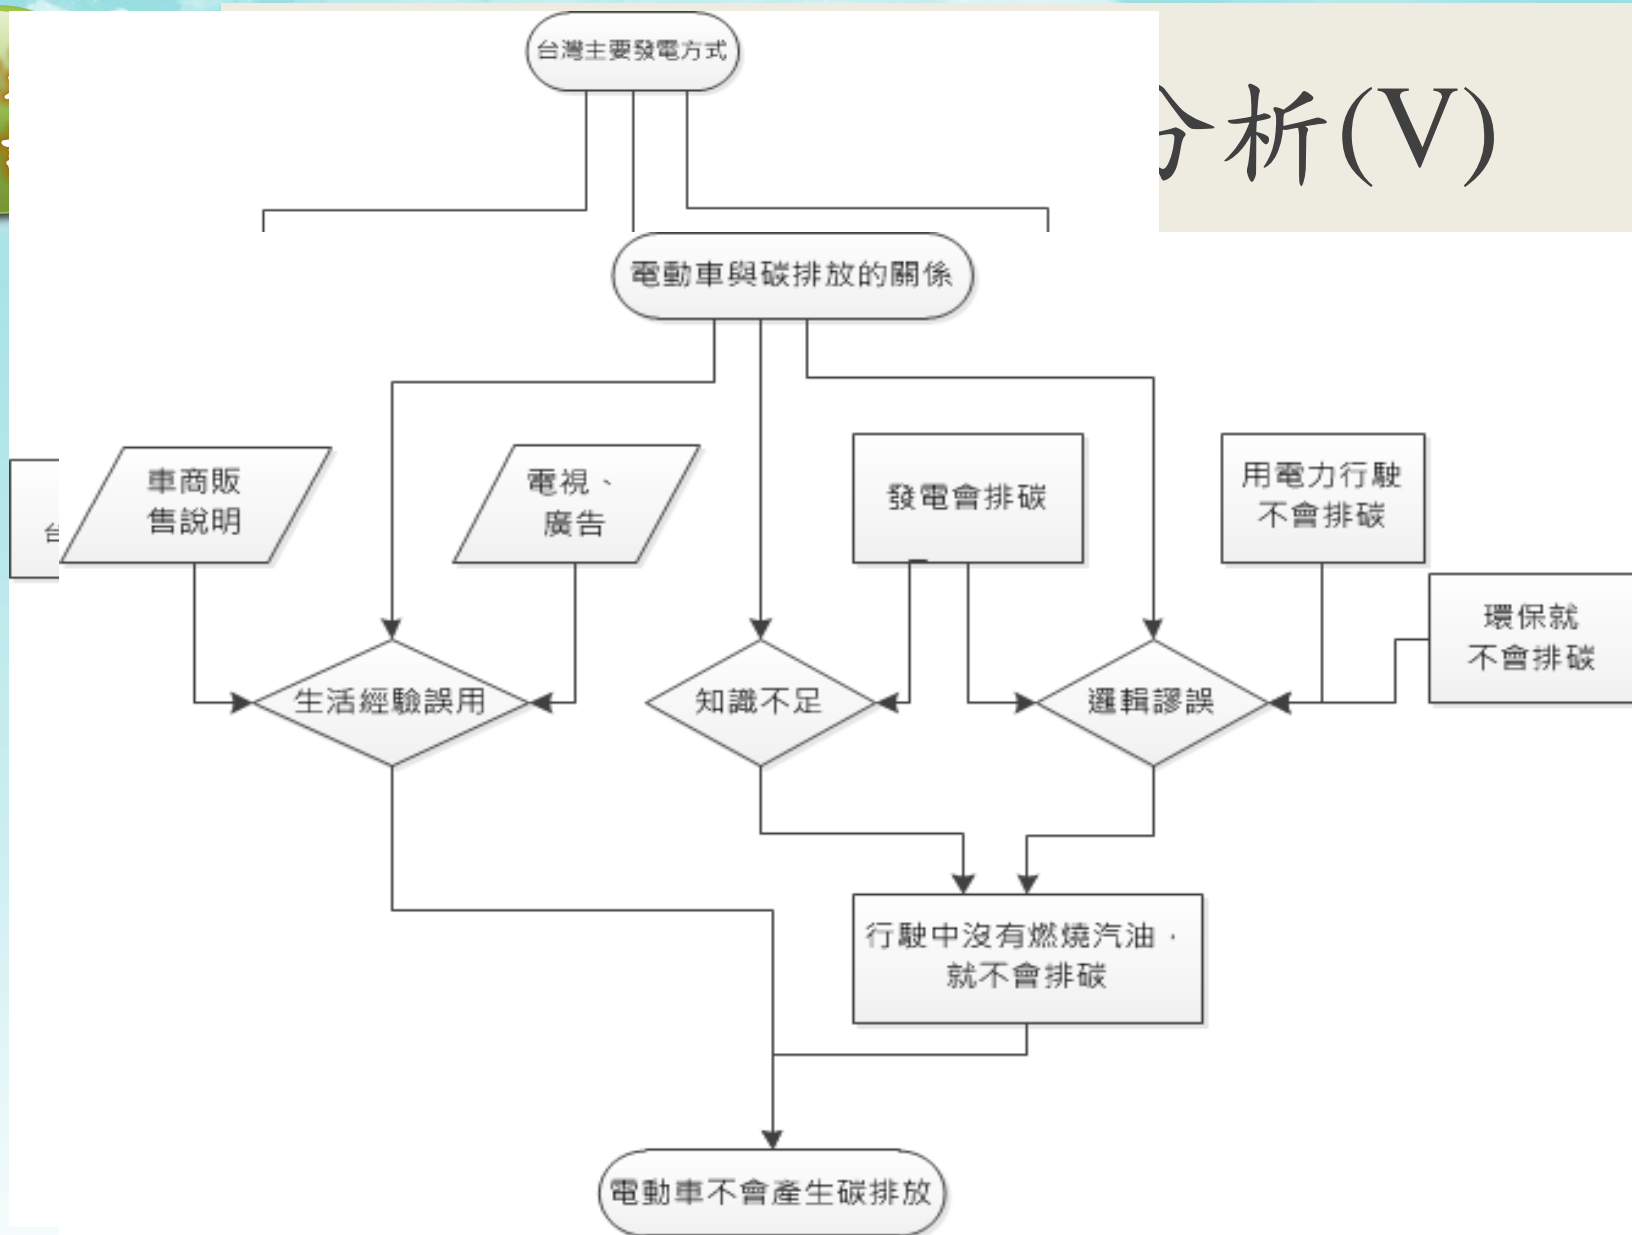 台灣主要發電方式
分析(V)
電動車與碳排放的關係
車商販
售說明
電視、
廣告
發電會排碳
用電力行駛
不會排碳
環保就
不會排碳
台
生活經驗誤用
知識不足
邏輯謬誤
行駛中沒有燃燒汽油，
就不會排碳
電動車不會產生碳排放